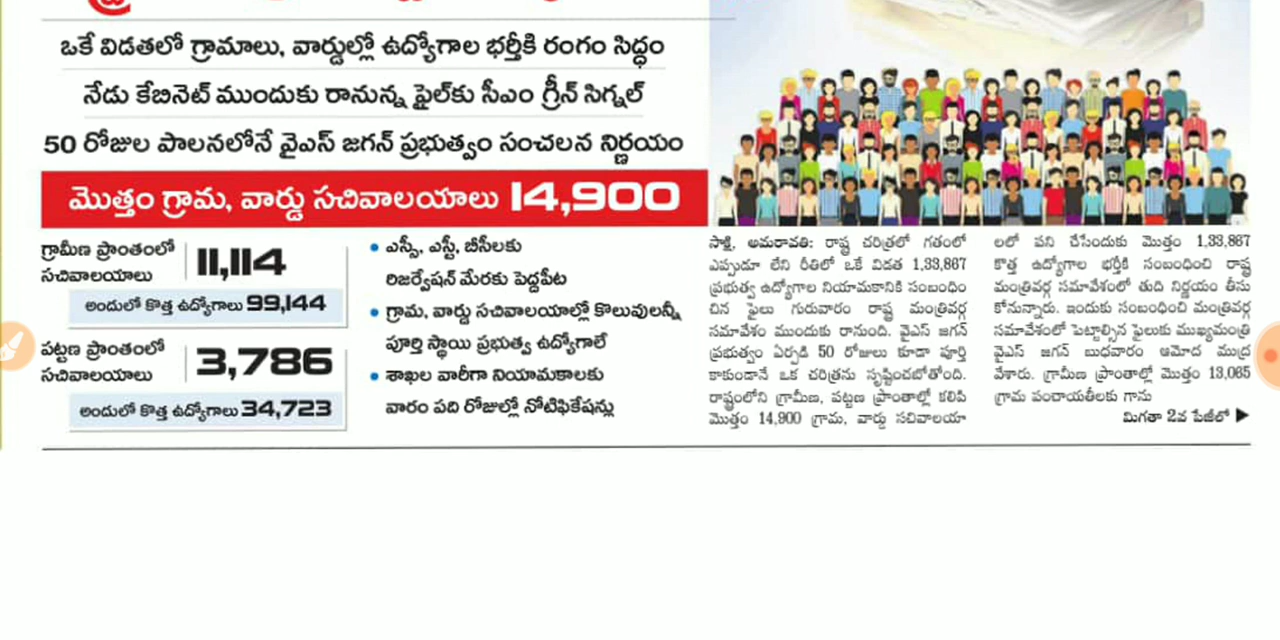 ఒకే విడతలో గ్రామాలు, వార్డుల్లో ఉద్యోగాల భర్తీకి రంగం సిద్ధం
నేడు కేబినెట్ ముందుకు రానున్న ఫైల్‌కు సీఎం గ్రీన్ సిగ్నల్
50 రోజుల పాలనలోనే వైఎస్ జగన్ ప్రభుత్వం సంచలన నిర్ణయం
మొత్తం గ్రామ, వార్డు సచివాలయాలు 14,900
గ్రామీణ ప్రాంతంలో
సచివాలయాలు
11,114
అందులో కొత్త ఉద్యోగాలు 99,144
పట్టణ ప్రాంతంలో
సచివాలయాలు
3,786
అందులో కొత్త ఉద్యోగాలు 34,723
• ఎస్సీ, ఎస్టీ, బీసీలకు
రిజర్వేషన్ మేరకు పెద్దపీట
• గ్రామ, వార్డు సచివాలయాల్లో కొలువులన్నీ
పూర్తి స్థాయి ప్రభుత్వ ఉద్యోగాలే
• శాఖల వారీగా నియామకాలకు
వారం పది రోజుల్లో నోటిఫికేషన్లు
సాక్షి, అమరావతి: రాష్ట్ర చరిత్రలో గతంలో
ఎప్పుడూ లేని రీతిలో ఒకే విడత 1,33,867
ప్రభుత్వ ఉద్యోగాల నియామకానికి సంబంధిం
చిన ఫైలు గురువారం రాష్ట్ర మంత్రివర్గ
సమావేశం ముందుకు రానుంది. వైఎస్ జగన్
ప్రభుత్వం ఏర్పడి 50 రోజులు కూడా పూర్తి
కాకుండానే ఒక చరిత్రను సృష్టించబోతోంది.
రాష్ట్రంలోని గ్రామీణ, పట్టణ ప్రాంతాల్లో కలిపి
మొత్తం 14,900 గ్రామ, వార్డు సచివాలయా
లలో పని చేసేందుకు మొత్తం 1,33,867
కొత్త ఉద్యోగాల భర్తీకి సంబంధించి రాష్ట్ర
మంత్రివర్గ సమావేశంలో తుది నిర్ణయం తీసు
కోనున్నారు. ఇందుకు సంబంధించి మంత్రివర్గ
సమావేశంలో పెట్టాల్సిన ఫైలుకు ముఖ్యమంత్రి
వైఎస్ జగన్ బుధవారం ఆమోద ముద్ర
వేశారు. గ్రామీణ ప్రాంతాల్లో మొత్తం 13,065
గ్రామ పంచాయతీలకు గాను
మిగతా 2వ పేజీలో ▶